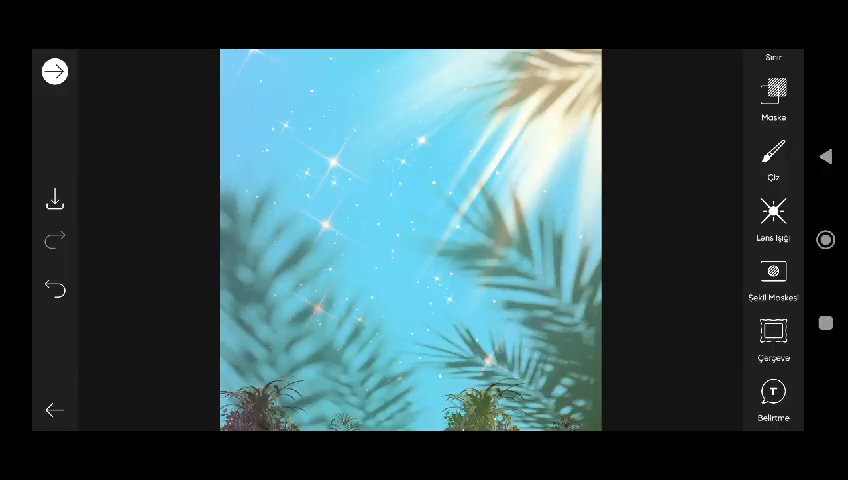 Sınır
Maske
Çiz
Lens Işığı
Şekil Maskesi
Çerçeve
T
Belirtme